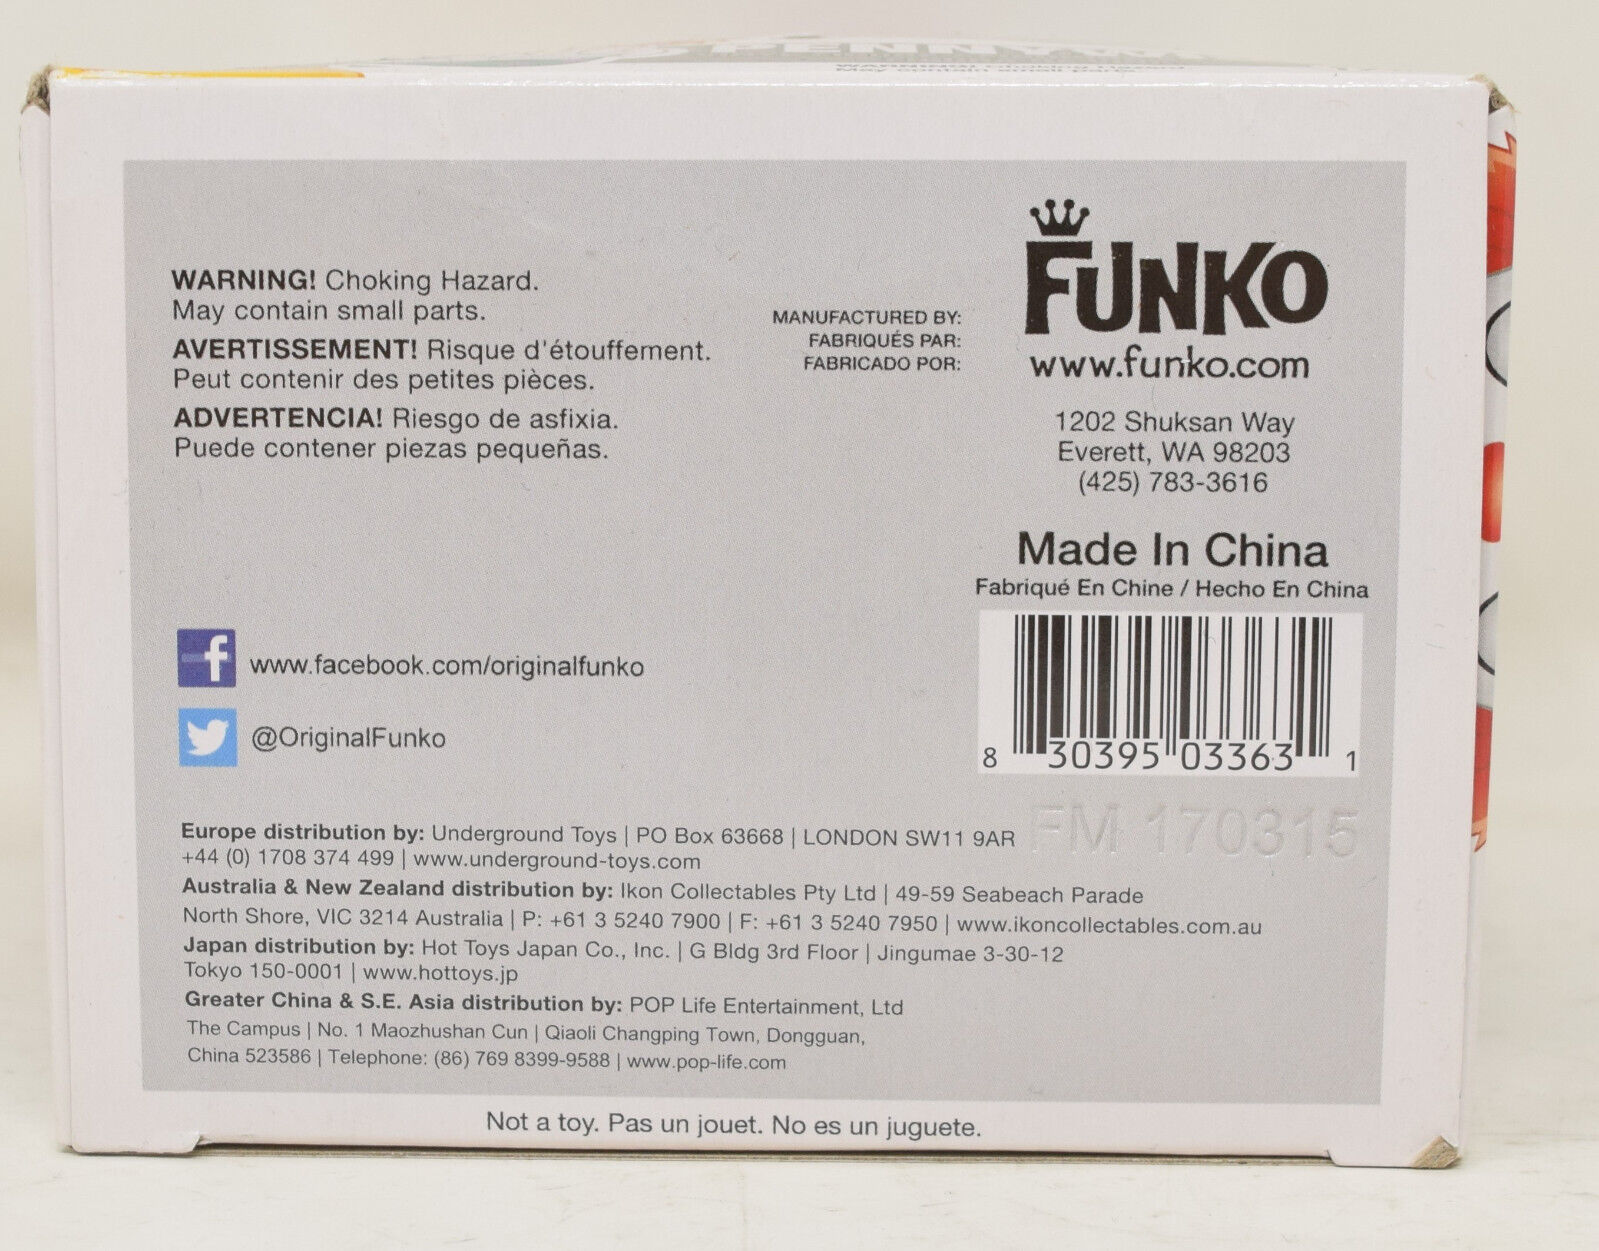 WARNING! Choking Hazard.
May contain small parts.
AVERTISSEMENT! Risque d'étouffement.
Peut contenir des petites pièces.
ADVERTENCIA! Riesgo de asfixia.
Puede contener piezas pequeñas.
MANUFACTURED BY:
FABRIQUÉS PAR:
FABRICADO POR:
FUNKO
www.funko.com
1202 Shuksan Way
Everett, WA 98203
(425) 783-3616
Made In China
Fabriqué En Chine / Hecho En China
8 30395 03363 1
FM 170315
f www.facebook.com/originalfunko
@OriginalFunko
Europe distribution by: Underground Toys | PO Box 63668 | LONDON SW11 9AR
+44 (0) 1708 374 499 | www.underground-toys.com
Australia & New Zealand distribution by: Ikon Collectables Pty Ltd | 49-59 Seabeach Parade
North Shore, VIC 3214 Australia | P: +61 3 5240 7900 | F: +61 3 5240 7950 | www.ikoncollectables.com.au
Japan distribution by: Hot Toys Japan Co., Inc. | G Bldg 3rd Floor | Jingumae 3-30-12
Tokyo 150-0001 | www.hottoys.jp
Greater China & S.E. Asia distribution by: POP Life Entertainment, Ltd
The Campus | No. 1 Maozhushan Cun | Qiaoli Changping Town, Dongguan,
China 523586 | Telephone: (86) 769 8399-9588 | www.pop-life.com
Not a toy. Pas un jouet. No es un juguete.